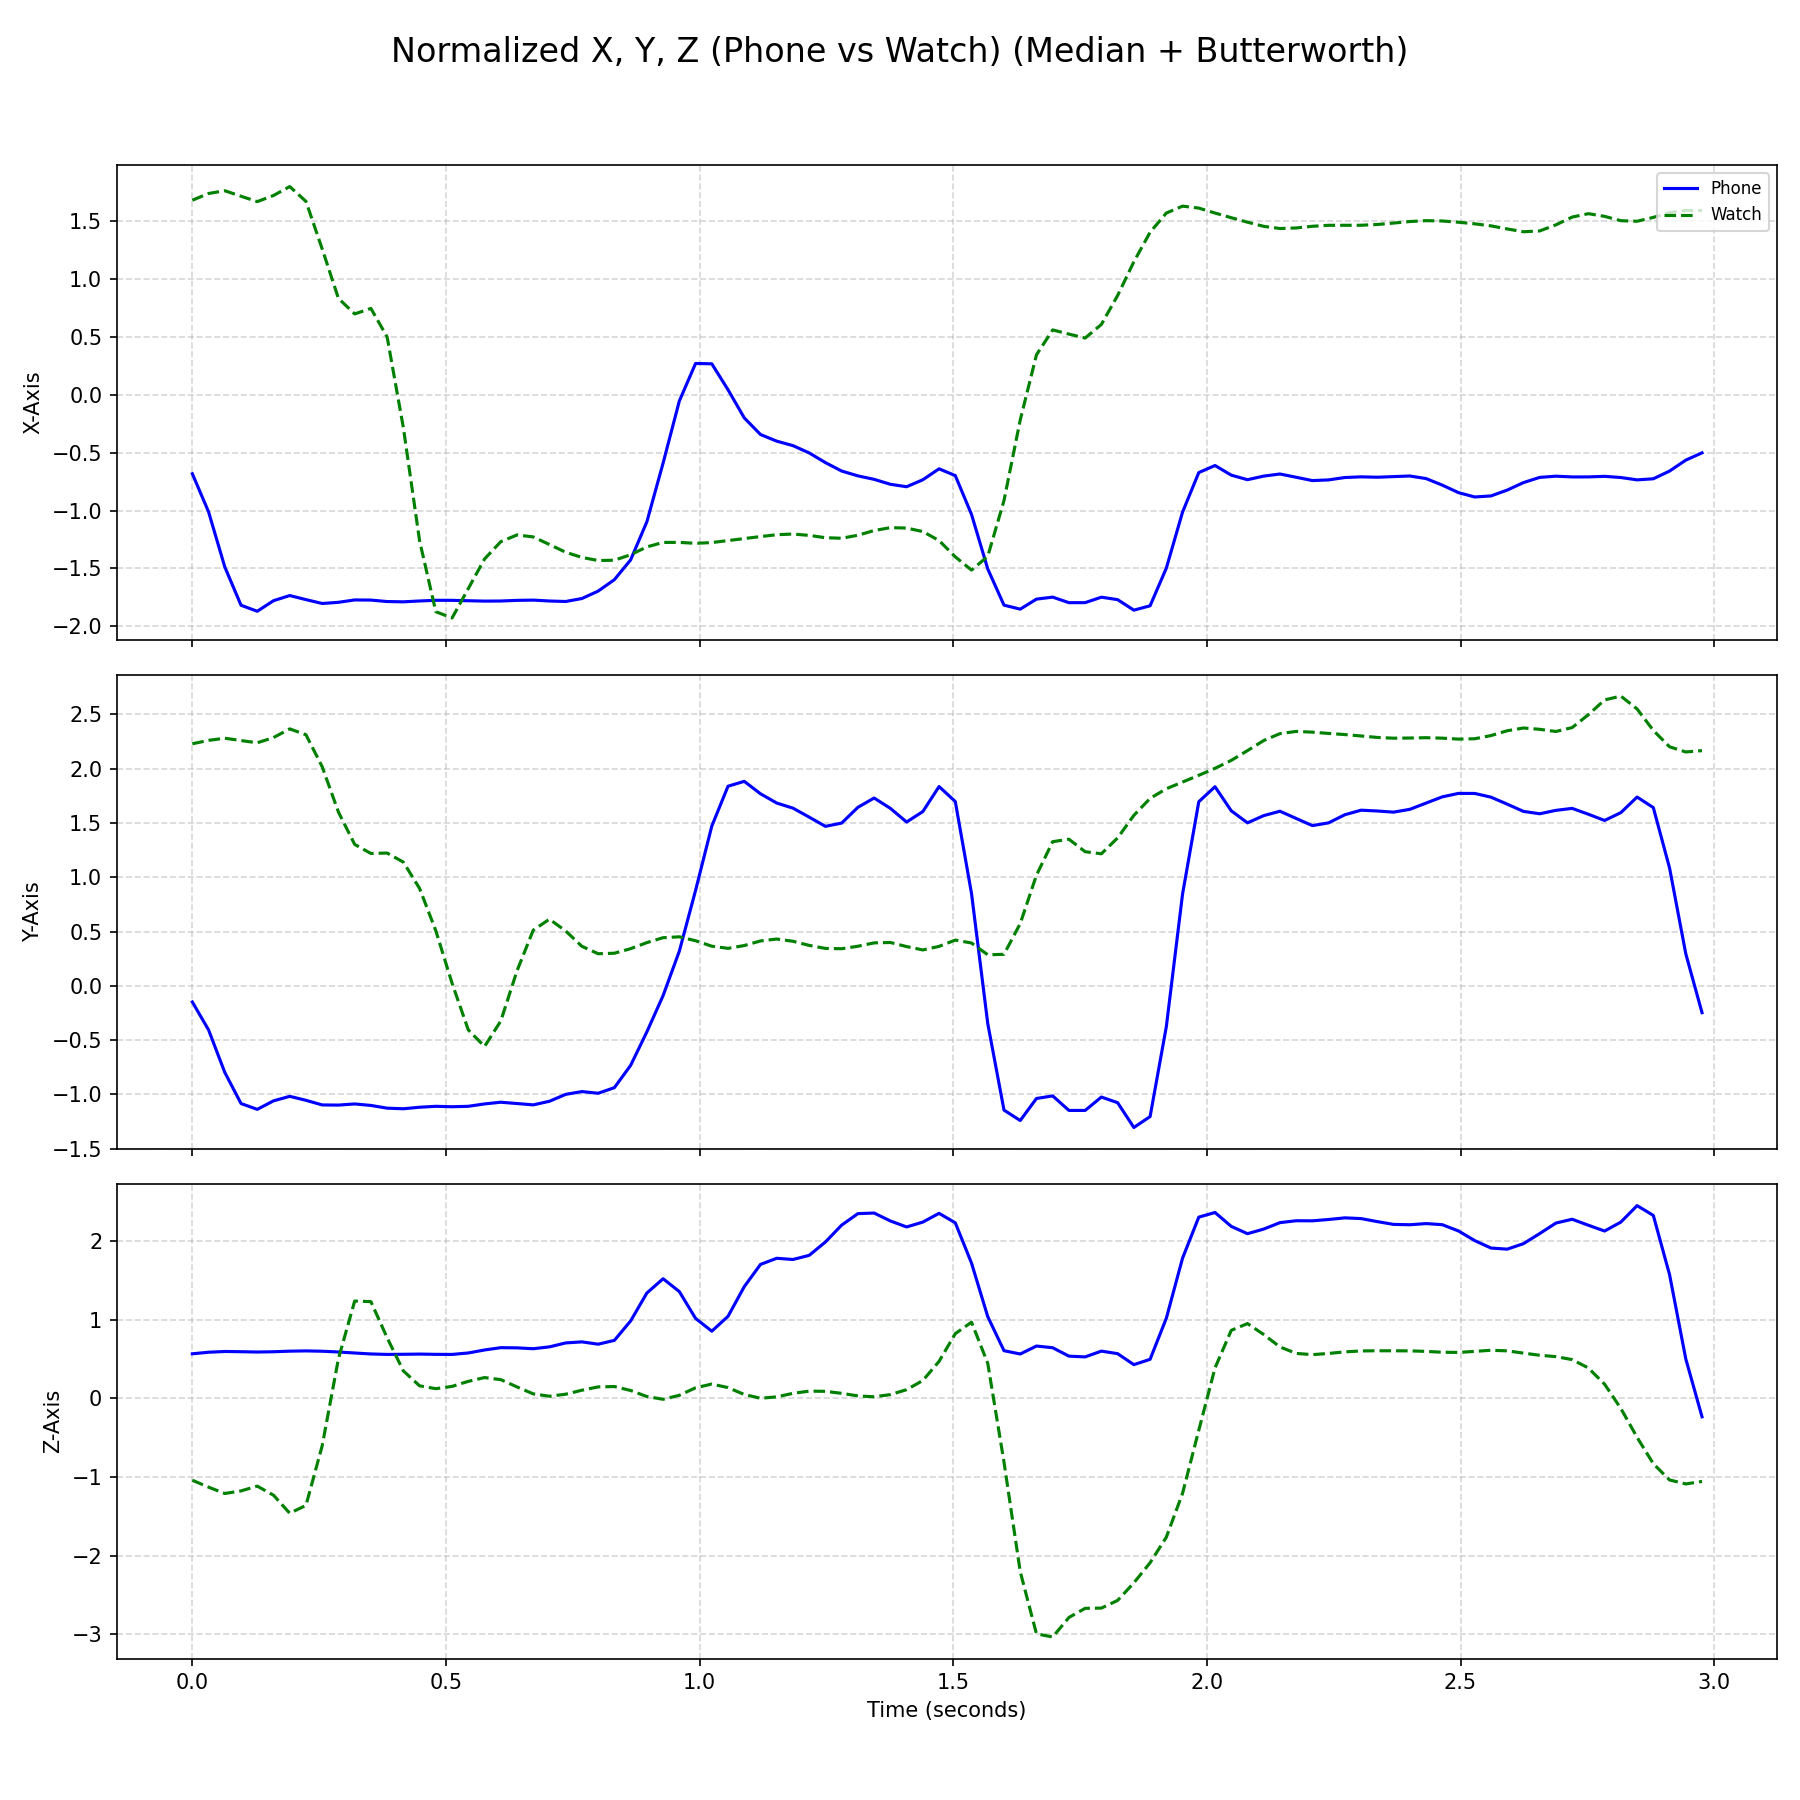 Normalized X, Y, Z (Phone vs Watch) (Median + Butterworth)
Phone
Watch
1.5
1.0
0.5
0.0
−0.5
−1.0
−1.5
−2.0
X-Axis
2.5
2.0
1.5
1.0
0.5
0.0
−0.5
−1.0
−1.5
Y-Axis
2
1
0
−1
−2
−3
Z-Axis
0.0 0.5 1.0 1.5 2.0 2.5 3.0
Time (seconds)